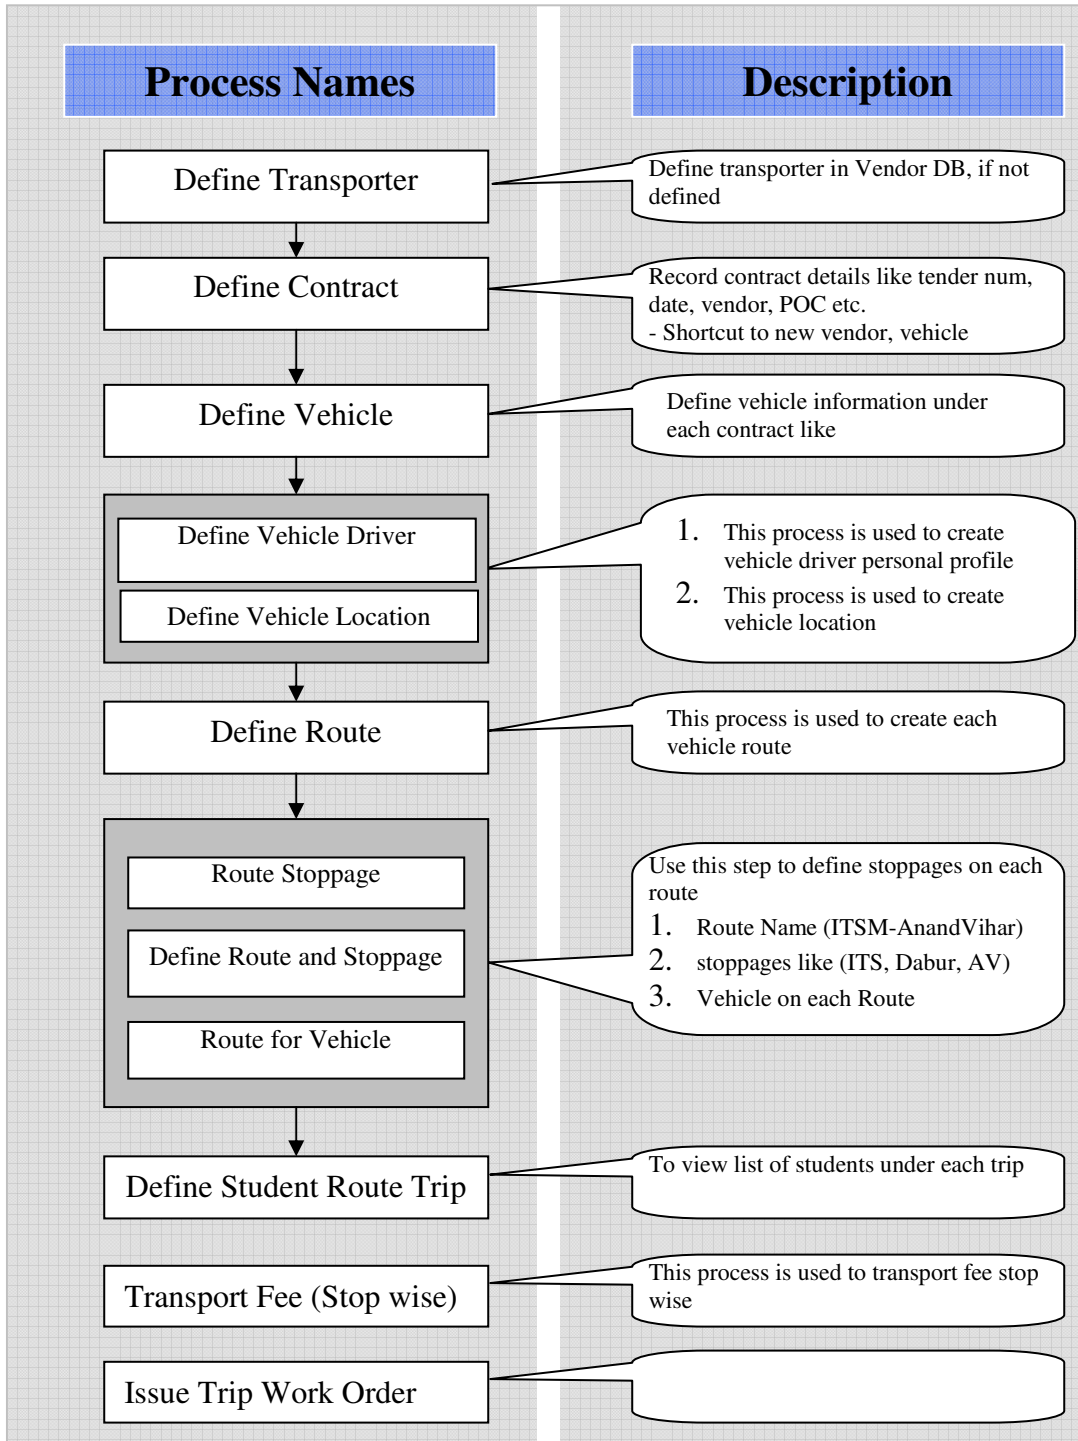 Process Names
Description
Define Transporter
Define transporter in Vendor DB, if not
defined
Define Contract
Record contract details like tender num,
date, vendor, POC etc.
- Shortcut to new vendor, vehicle
Define Vehicle
Define vehicle information under
each contract like
Define Vehicle Driver
Define Vehicle Location
1. This process is used to create
vehicle driver personal profile
2. This process is used to create
vehicle location
Define Route
This process is used to create each
vehicle route
Route Stoppage
Define Route and Stoppage
Route for Vehicle
Use this step to define stoppages on each
route
1. Route Name (ITSM-AnandVihar)
2. stoppages like (ITS, Dabur, AV)
3. Vehicle on each Route
Define Student Route Trip
To view list of students under each trip
Transport Fee (Stop wise)
This process is used to transport fee stop
wise
Issue Trip Work Order